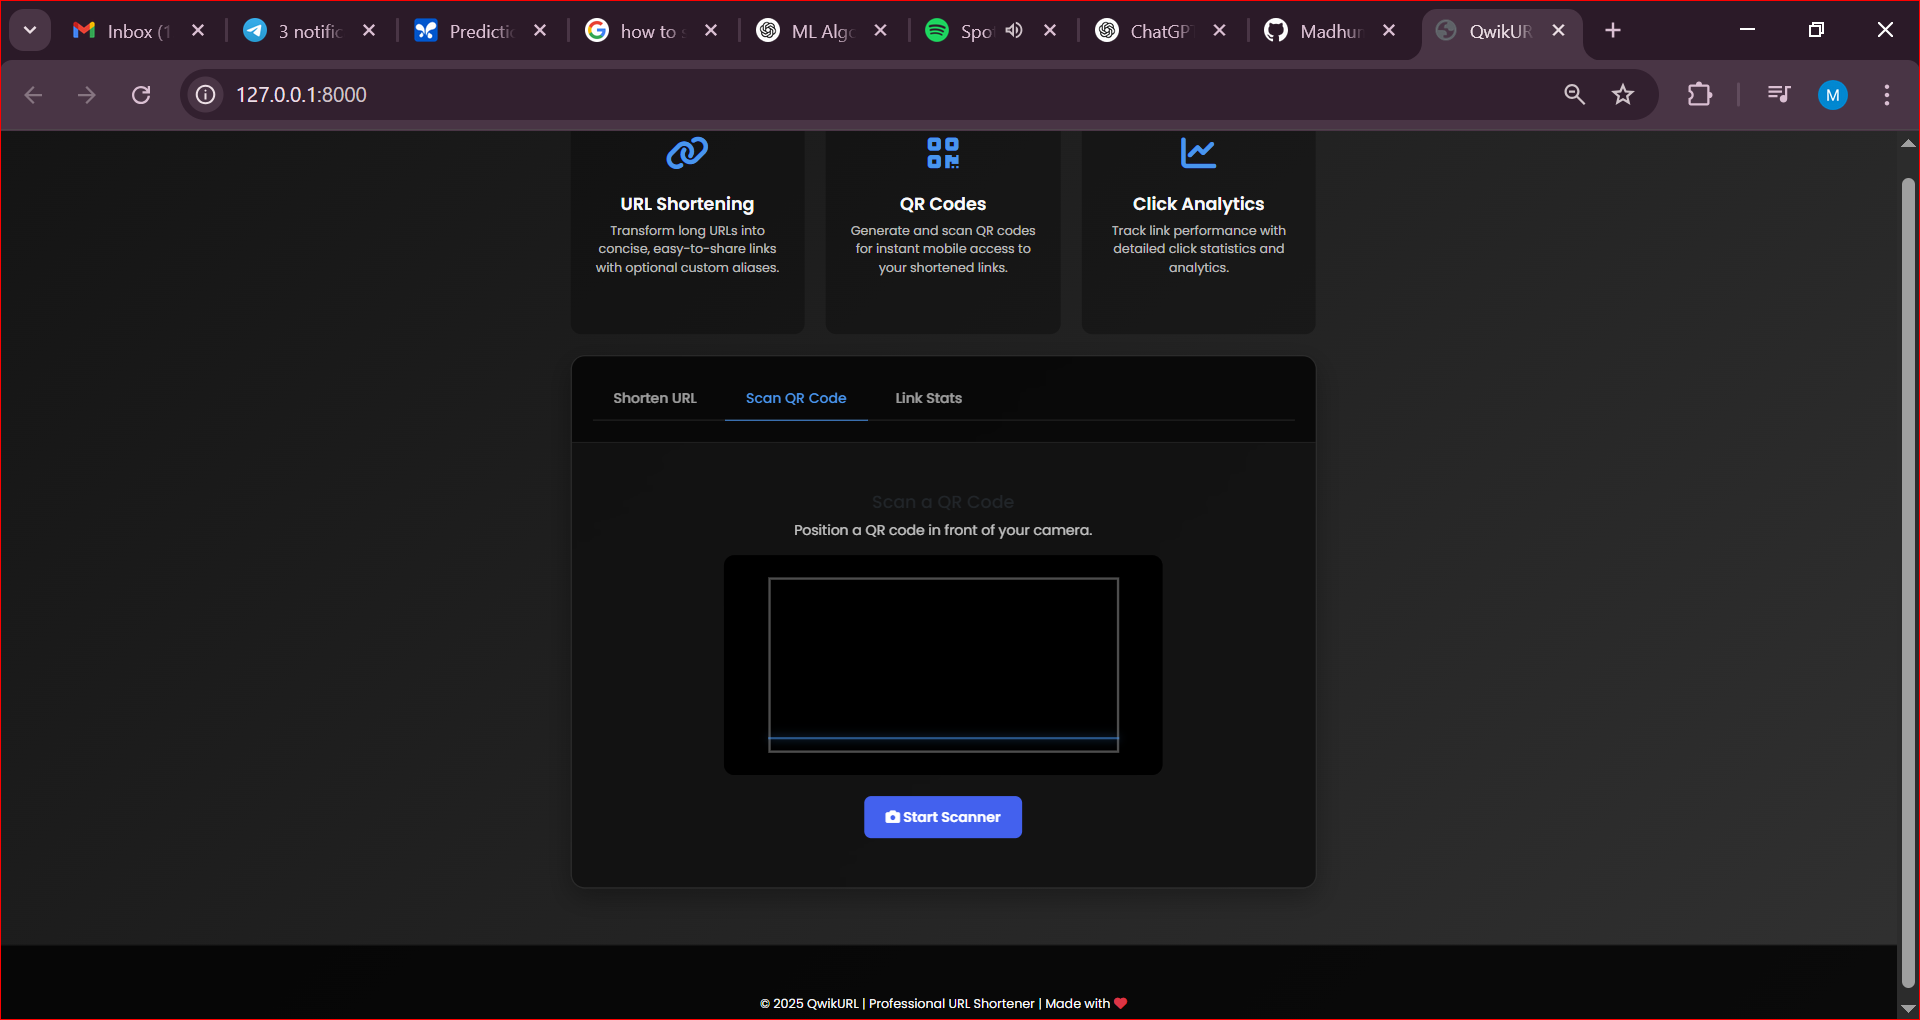 Inbox (1
3 notific
Predictio
how to s
ML Algo
Spo
ChatGPT
Madhur
QwikUR
127.0.0.1:8000
M
URL Shortening
Transform long URLs into
concise, easy-to-share links
with optional custom aliases.
QR Codes
Generate and scan QR codes
for instant mobile access to
your shortened links.
Click Analytics
Track link performance with
detailed click statistics and
analytics.
Shorten URL
Scan QR Code
Link Stats
Scan a QR Code
Position a QR code in front of your camera.
Start Scanner
© 2025 QwikURL | Professional URL Shortener | Made with ❤